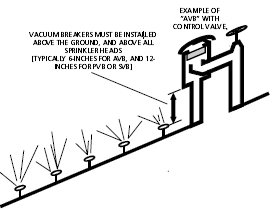 EXAMPLE OF
"AVB" WITH
CONTROL VALVE.
VACUUM BREAKERS MUST BE INSTALLED
ABOVE THE GROUND, AND ABOVE ALL
SPRINKLER HEADS
(TYPICALLY 6-INCHES FOR AVB, AND 12-
INCHES FOR PVB OR SVB)